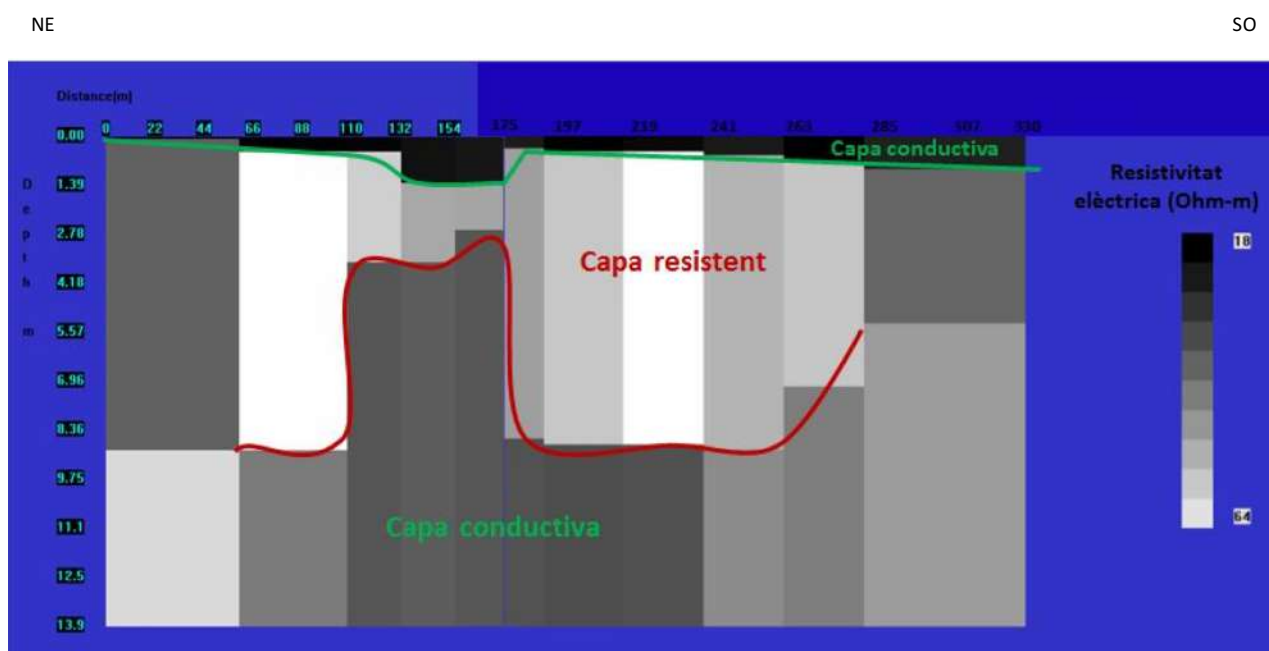 NE SO
Distance(m)
0 22 44 66 88 110 132 154 175 197 219 241 263 285 307 330
0.00
1.39
2.78
4.18
5.57
6.96
8.36
9.75
11.1
12.5
13.9
Depth m
Capa conductiva
Capa resistent
Capa conductiva
Resistivitat
elèctrica (Ohm-m)
18
64